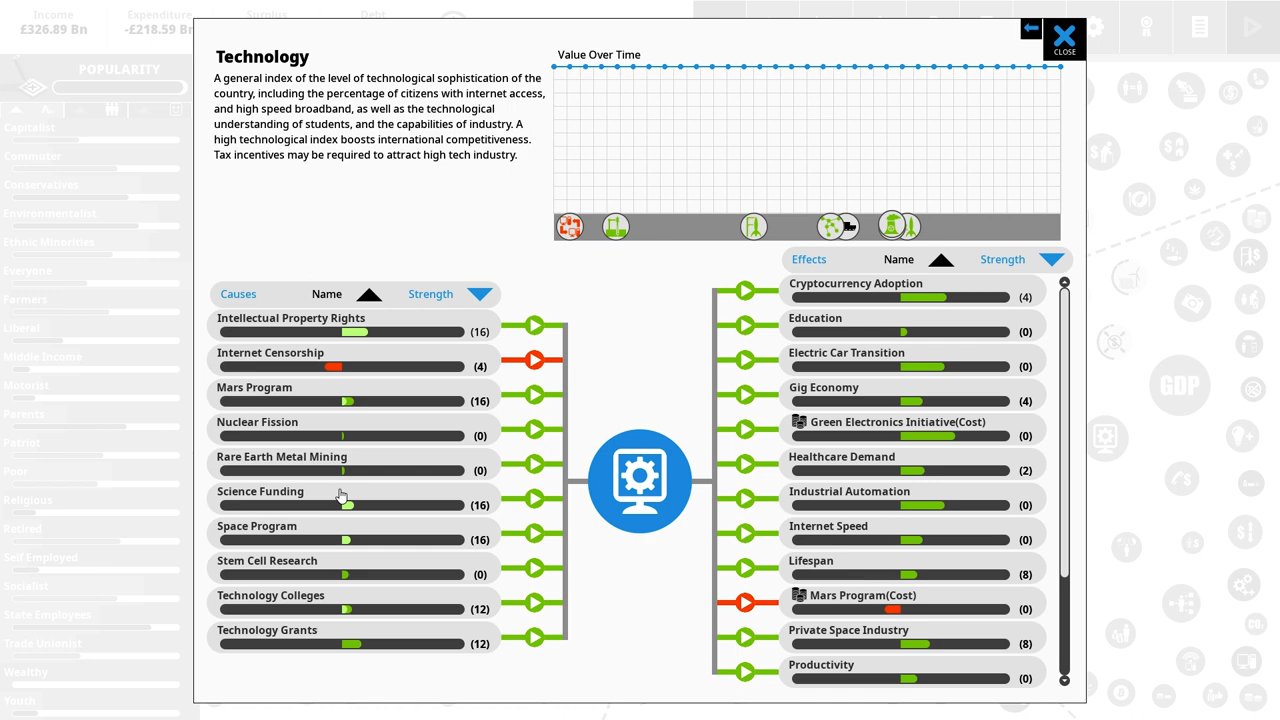 Income
Expenditure
Surplus
Debt
£326.89 Bn
-£218.59 Bn
POPULARITY
Capitalist
Commuter
Conservatives
Environmentalist
Ethnic Minorities
Everyone
Farmers
Liberal
Middle Income
Motorist
Parents
Patriot
Poor
Religious
Retired
Self Employed
Socialist
State Employees
Trade Unionist
Wealthy
Youth
CLOSE
Technology
A general index of the level of technological sophistication of the
country, including the percentage of citizens with internet access,
and high speed broadband, as well as the technological
understanding of students, and the capabilities of industry. A
high technological index boosts international competitiveness.
Tax incentives may be required to attract high tech industry.
Value Over Time
Causes
Name
Strength
Intellectual Property Rights
(16)
Internet Censorship
(4)
Mars Program
(16)
Nuclear Fission
(0)
Rare Earth Metal Mining
(0)
Science Funding
(16)
Space Program
(16)
Stem Cell Research
(0)
Technology Colleges
(12)
Technology Grants
(12)
Effects
Name
Strength
Cryptocurrency Adoption
(4)
Education
(0)
Electric Car Transition
(0)
Gig Economy
(4)
Green Electronics Initiative(Cost)
(0)
Healthcare Demand
(2)
Industrial Automation
(0)
Internet Speed
(0)
Lifespan
(8)
Mars Program(Cost)
(0)
Private Space Industry
(8)
Productivity
(0)
GDP